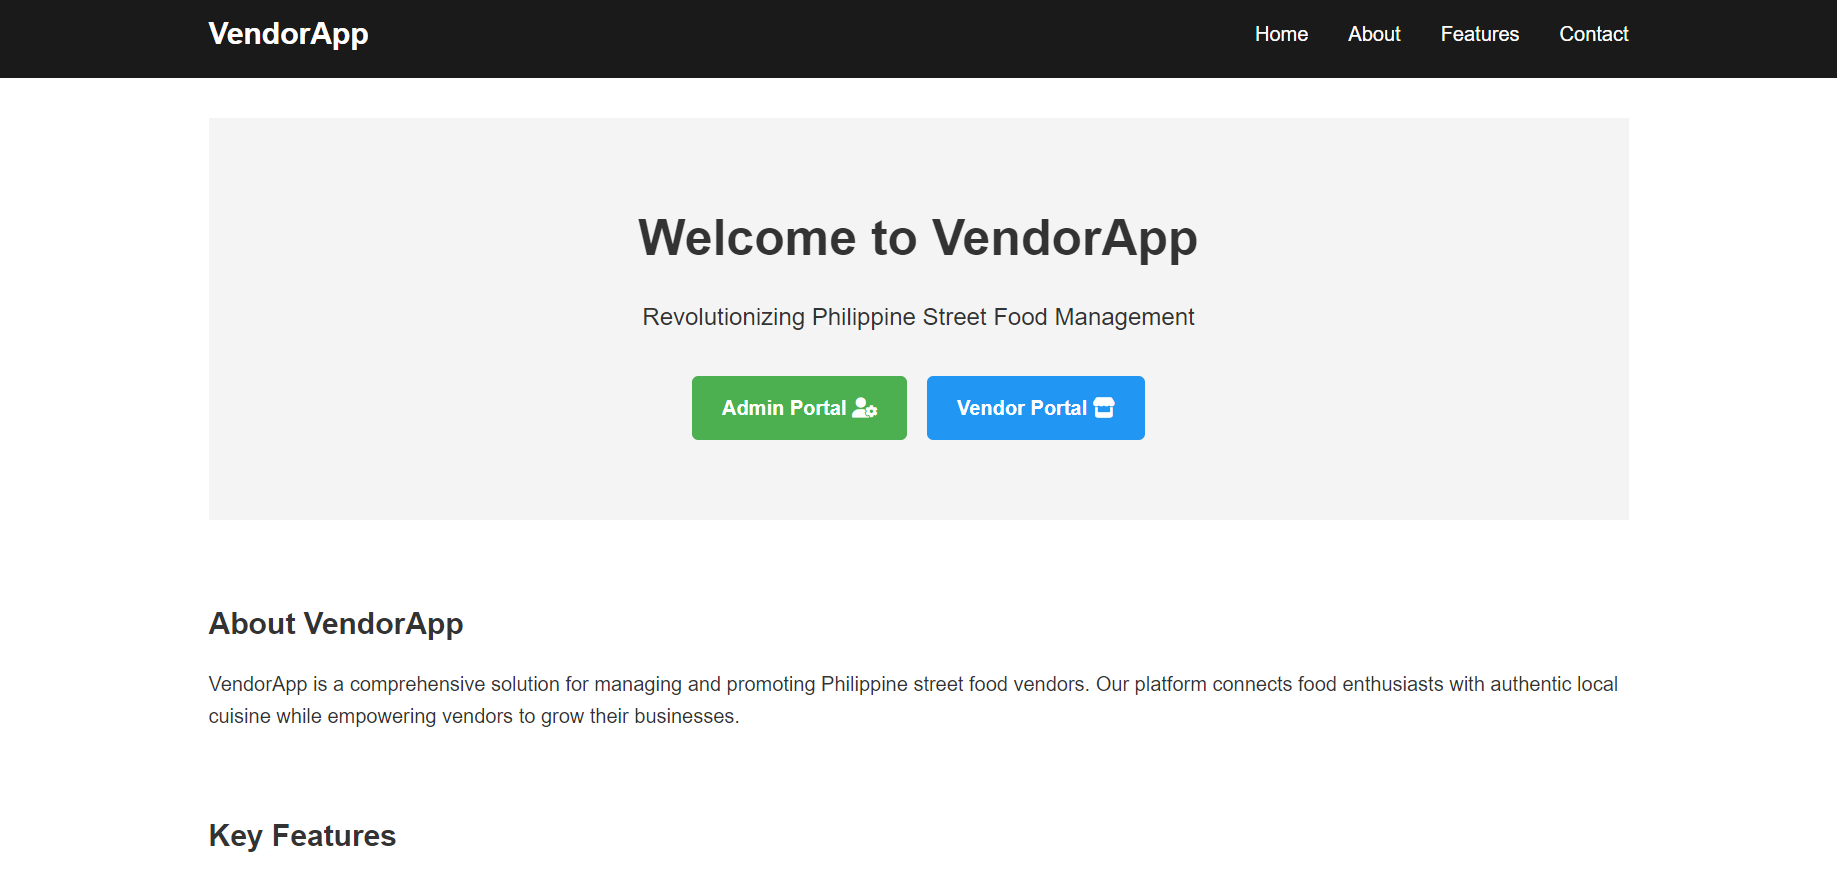 VendorApp
Home About Features Contact
Welcome to VendorApp
Revolutionizing Philippine Street Food Management
Admin Portal
Vendor Portal
About VendorApp
VendorApp is a comprehensive solution for managing and promoting Philippine street food vendors. Our platform connects food enthusiasts with authentic local
cuisine while empowering vendors to grow their businesses.
Key Features